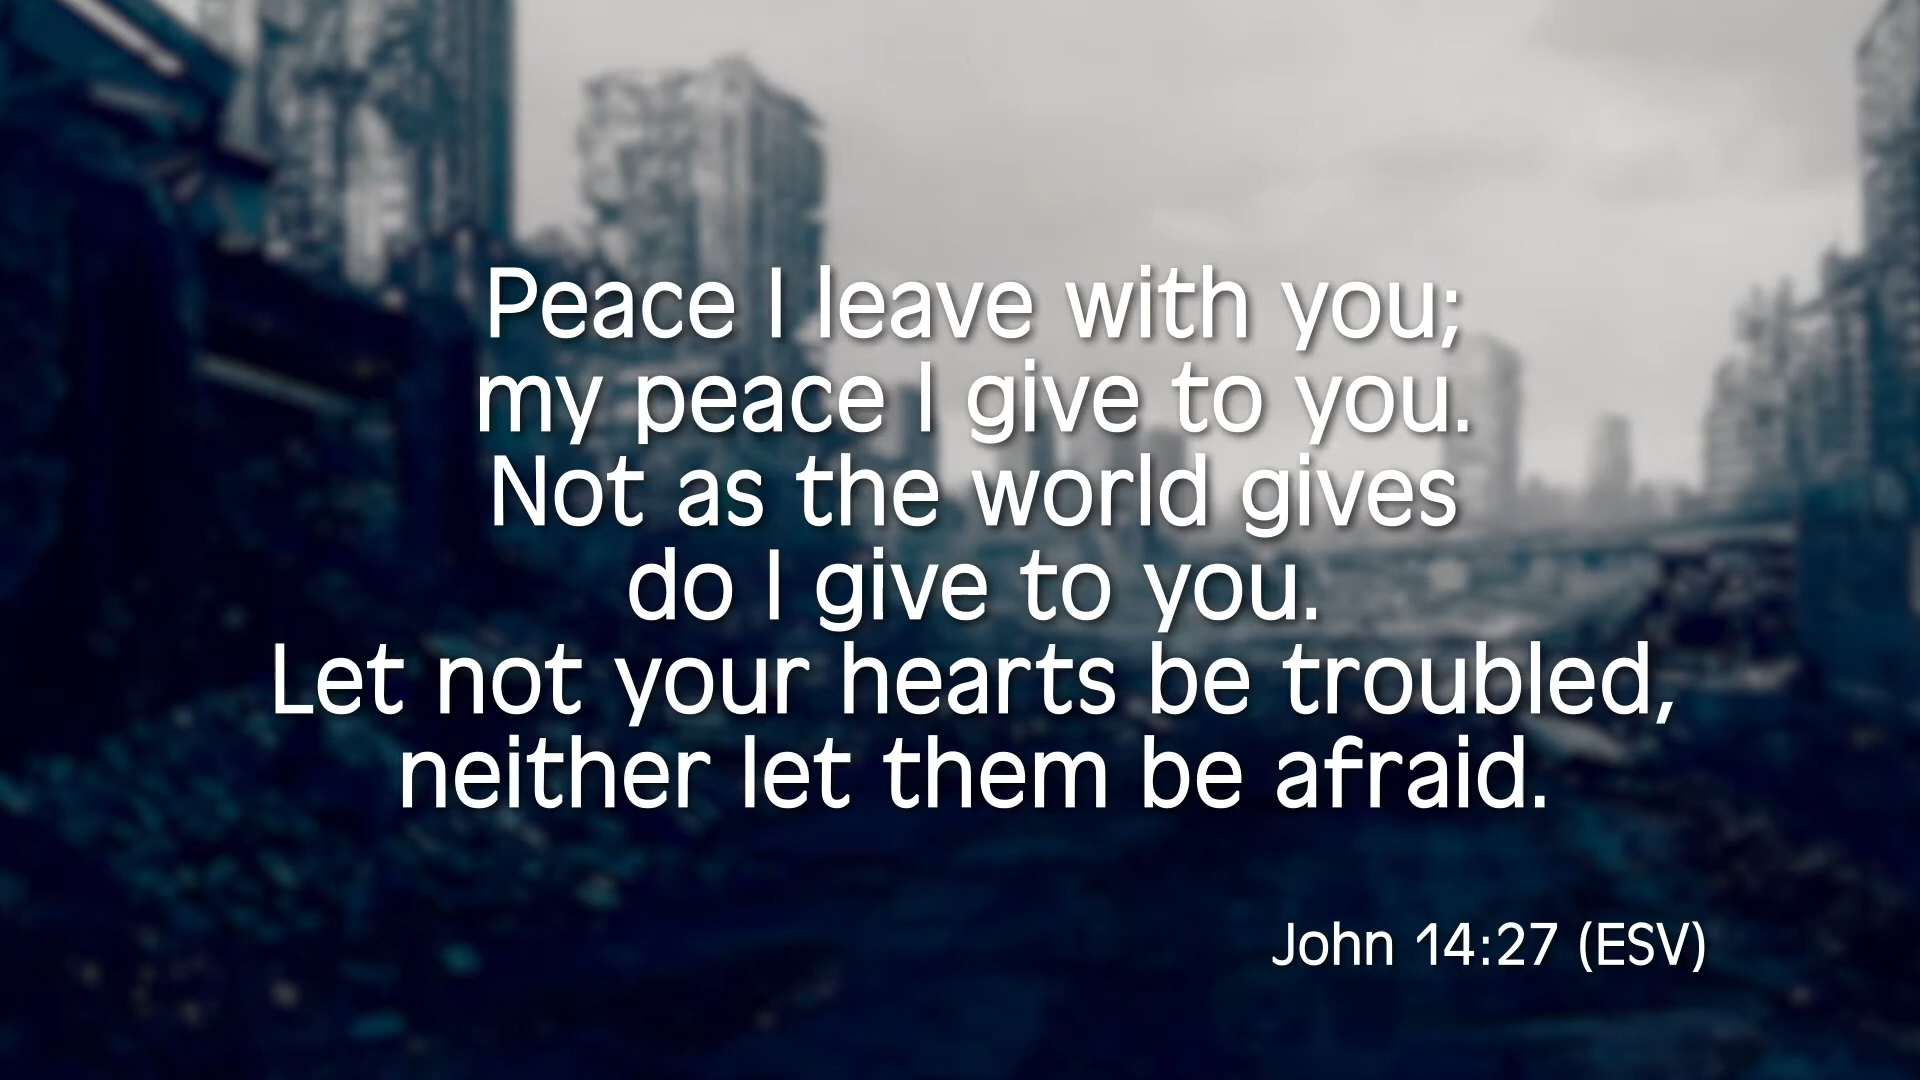 Peace I leave with you;
my peace I give to you.
Not as the world gives
do I give to you.
Let not your hearts be troubled,
neither let them be afraid.
John 14:27 (ESV)